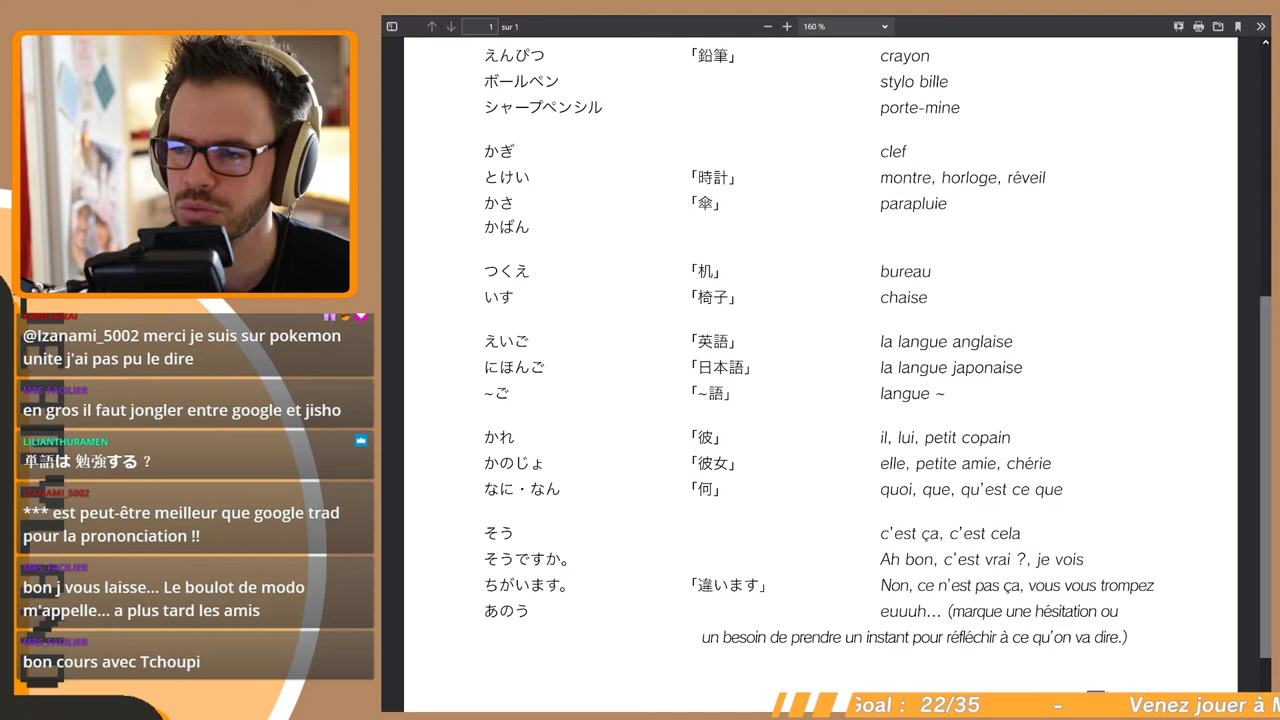 1 sur 1
160 %
えんぴつ 「鉛筆」 crayon
ボールペン stylo bille
シャープペンシル porte-mine
かぎ clef
とけい 「時計」 montre, horloge, réveil
かさ 「傘」 parapluie
かばん
つくえ 「机」 bureau
いす 「椅子」 chaise
えいご 「英語」 la langue anglaise
にほんご 「日本語」 la langue japonaise
~ご 「~語」 langue ~
かれ 「彼」 il, lui, petit copain
かのじょ 「彼女」 elle, petite amie, chérie
なに・なん 「何」 quoi, que, qu'est ce que
そう c'est ça, c'est cela
そうですか。 Ah bon, c'est vrai ?, je vois
ちがいます。 「違います」 Non, ce n'est pas ça, vous vous trompez
あのう euuuh… (marque une hésitation ou
un besoin de prendre un instant pour réfléchir à ce qu'on va dire.)
@Izanami_5002 merci je suis sur pokemon
unite j'ai pas pu le dire
MRS_FACILIER
en gros il faut jongler entre google et jisho
LILIANTHURAMEN
単語は 勉強する ?
IZANAMI_5002
*** est peut-être meilleur que google trad
pour la prononciation !!
MRS_FACILIER
bon j vous laisse... Le boulot de modo
m'appelle... a plus tard les amis
MRS_FACILIER
bon cours avec Tchoupi
Goal : 22/35 - Venez jouer à